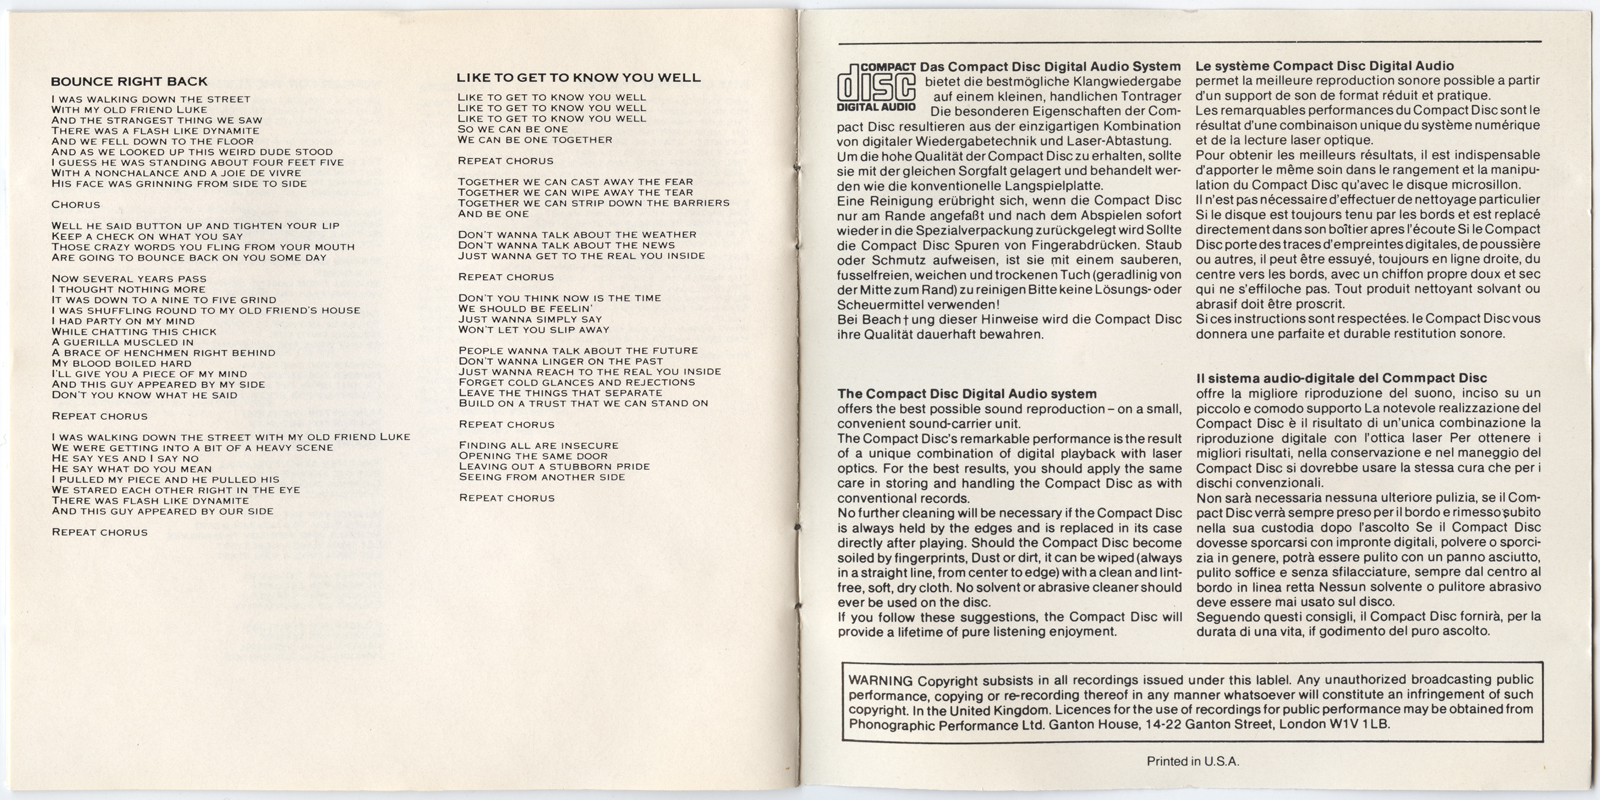 BOUNCE RIGHT BACK
I WAS WALKING DOWN THE STREET
WITH MY OLD FRIEND LUKE
AND THE STRANGEST THING WE SAW
THERE WAS A FLASH LIKE DYNAMITE
AND WE FELL DOWN TO THE FLOOR
AND AS WE LOOKED UP THIS WEIRD DUDE STOOD
I GUESS HE WAS STANDING ABOUT FOUR FEET FIVE
WITH A NONCHALANCE AND A JOIE DE VIVRE
HIS FACE WAS GRINNING FROM SIDE TO SIDE
CHORUS
WELL HE SAID BUTTON UP AND TIGHTEN YOUR LIP
KEEP A CHECK ON WHAT YOU SAY
THOSE CRAZY WORDS YOU FLING FROM YOUR MOUTH
ARE GOING TO BOUNCE BACK ON YOU SOME DAY
NOW SEVERAL YEARS PASS
I THOUGHT NOTHING MORE
IT WAS DOWN TO A NINE TO FIVE GRIND
I WAS SHUFFLING ROUND TO MY OLD FRIEND'S HOUSE
I HAD PARTY ON MY MIND
WHILE CHATTING THIS CHICK
A GUERILLA MUSCLED IN
A BRACE OF HENCHMEN RIGHT BEHIND
MY BLOOD BOILED HARD
I'LL GIVE YOU A PIECE OF MY MIND
AND THIS GUY APPEARED BY MY SIDE
DON'T YOU KNOW WHAT HE SAID
REPEAT CHORUS
I WAS WALKING DOWN THE STREET WITH MY OLD FRIEND LUKE
WE WERE GETTING INTO A BIT OF A HEAVY SCENE
HE SAY YES AND I SAY NO
HE SAY WHAT DO YOU MEAN
I PULLED MY PIECE AND HE PULLED HIS
WE STARED EACH OTHER RIGHT IN THE EYE
THERE WAS FLASH LIKE DYNAMITE
AND THIS GUY APPEARED BY OUR SIDE
REPEAT CHORUS
LIKE TO GET TO KNOW YOU WELL
LIKE TO GET TO KNOW YOU WELL
LIKE TO GET TO KNOW YOU WELL
LIKE TO GET TO KNOW YOU WELL
SO WE CAN BE ONE
WE CAN BE ONE TOGETHER
REPEAT CHORUS
TOGETHER WE CAN CAST AWAY THE FEAR
TOGETHER WE CAN WIPE AWAY THE TEAR
TOGETHER WE CAN STRIP DOWN THE BARRIERS
AND BE ONE
DON'T WANNA TALK ABOUT THE WEATHER
DON'T WANNA TALK ABOUT THE NEWS
JUST WANNA GET TO THE REAL YOU INSIDE
REPEAT CHORUS
DON'T YOU THINK NOW IS THE TIME
WE SHOULD BE FEELIN'
JUST WANNA SIMPLY SAY
WON'T LET YOU SLIP AWAY
PEOPLE WANNA TALK ABOUT THE FUTURE
DON'T WANNA LINGER ON THE PAST
JUST WANNA REACH TO THE REAL YOU INSIDE
FORGET COLD GLANCES AND REJECTIONS
LEAVE THE THINGS THAT SEPARATE
BUILD ON A TRUST THAT WE CAN STAND ON
REPEAT CHORUS
FINDING ALL ARE INSECURE
OPENING THE SAME DOOR
LEAVING OUT A STUBBORN PRIDE
SEEING FROM ANOTHER SIDE
REPEAT CHORUS
COMPACT
disc
DIGITAL AUDIO
Das Compact Disc Digital Audio System
bietet die bestmögliche Klangwiedergabe
auf einem kleinen, handlichen Tontrager
Die besonderen Eigenschaften der Com-
pact Disc resultieren aus der einzigartigen Kombination
von digitaler Wiedergabetechnik und Laser-Abtastung.
Um die hohe Qualität der Compact Disc zu erhalten, sollte
sie mit der gleichen Sorgfalt gelagert und behandelt wer-
den wie die konventionelle Langspielplatte.
Eine Reinigung erübrigt sich, wenn die Compact Disc
nur am Rande angefaßt und nach dem Abspielen sofort
wieder in die Spezialverpackung zurückgelegt wird Sollte
die Compact Disc Spuren von Fingerabdrücken. Staub
oder Schmutz aufweisen, ist sie mit einem sauberen,
fusselfreien, weichen und trockenen Tuch (geradlinig von
der Mitte zum Rand) zu reinigen Bitte keine Lösungs- oder
Scheuermittel verwenden!
Bei Beach† ung dieser Hinweise wird die Compact Disc
ihre Qualität dauerhaft bewahren.
The Compact Disc Digital Audio system
offers the best possible sound reproduction – on a small,
convenient sound-carrier unit.
The Compact Disc's remarkable performance is the result
of a unique combination of digital playback with laser
optics. For the best results, you should apply the same
care in storing and handling the Compact Disc as with
conventional records.
No further cleaning will be necessary if the Compact Disc
is always held by the edges and is replaced in its case
directly after playing. Should the Compact Disc become
soiled by fingerprints, Dust or dirt, it can be wiped (always
in a straight line, from center to edge) with a clean and lint-
free, soft, dry cloth. No solvent or abrasive cleaner should
ever be used on the disc.
If you follow these suggestions, the Compact Disc will
provide a lifetime of pure listening enjoyment.
Le système Compact Disc Digital Audio
permet la meilleure reproduction sonore possible a partir
d'un support de son de format réduit et pratique.
Les remarquables performances du Compact Disc sont le
résultat d'une combinaison unique du système numérique
et de la lecture laser optique.
Pour obtenir les meilleurs résultats, il est indispensable
d'apporter le même soin dans le rangement et la manipu-
lation du Compact Disc qu'avec le disque microsillon.
Il n'est pas nécessaire d'effectuer de nettoyage particulier
Si le disque est toujours tenu par les bords et est replacé
directement dans son boîtier apres l'écoute Si le Compact
Disc porte des traces d'empreintes digitales, de poussière
ou autres, il peut être essuyé, toujours en ligne droite, du
centre vers les bords, avec un chiffon propre doux et sec
qui ne s'effiloche pas. Tout produit nettoyant solvant ou
abrasif doit être proscrit.
Si ces instructions sont respectées. le Compact Disc vous
donnera une parfaite et durable restitution sonore.
Il sistema audio-digitale del Commpact Disc
offre la migliore riproduzione del suono, inciso su un
piccolo e comodo supporto La notevole realizzazione del
Compact Disc è il risultato di un'unica combinazione la
riproduzione digitale con l'ottica laser Per ottenere i
migliori risultati, nella conservazione e nel maneggio del
Compact Disc si dovrebbe usare la stessa cura che per i
dischi convenzionali.
Non sarà necessaria nessuna ulteriore pulizia, se il Com-
pact Disc verrà sempre preso per il bordo e rimesso subito
nella sua custodia dopo l'ascolto Se il Compact Disc
dovesse sporcarsi con impronte digitali, polvere o sporci-
zia in genere, potrà essere pulito con un panno asciutto,
pulito soffice e senza sfilacciature, sempre dal centro al
bordo in linea retta Nessun solvente o pulitore abrasivo
deve essere mai usato sul disco.
Seguendo questi consigli, il Compact Disc fornirà, per la
durata di una vita, if godimento del puro ascolto.
WARNING Copyright subsists in all recordings issued under this lablel. Any unauthorized broadcasting public
performance, copying or re-recording thereof in any manner whatsoever will constitute an infringement of such
copyright. In the United Kingdom. Licences for the use of recordings for public performance may be obtained from
Phonographic Performance Ltd. Ganton House, 14-22 Ganton Street, London W1V 1LB.
Printed in U.S.A.